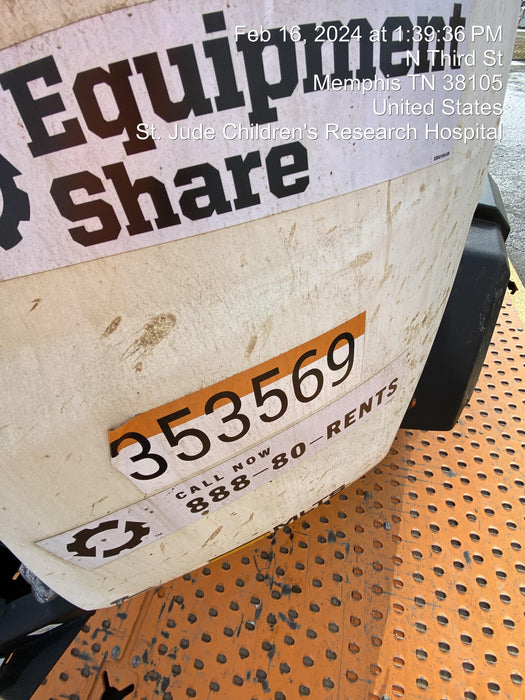 Feb 16, 2024 at 1:39:36 PM
N Third St
Memphis TN 38105
United States
St. Jude Children's Research Hospital
Equipment
Share
353569
CALL NOW
888-80-RENTS